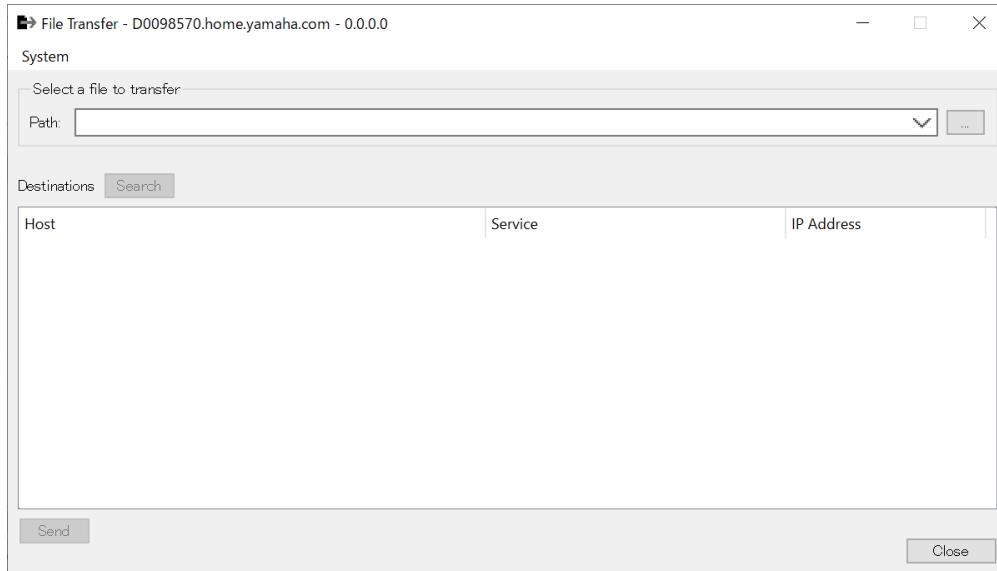 File Transfer - D0098570.home.yamaha.com - 0.0.0.0
System
Select a file to transfer
Path:
...
Destinations Search
Host Service IP Address
Send
Close